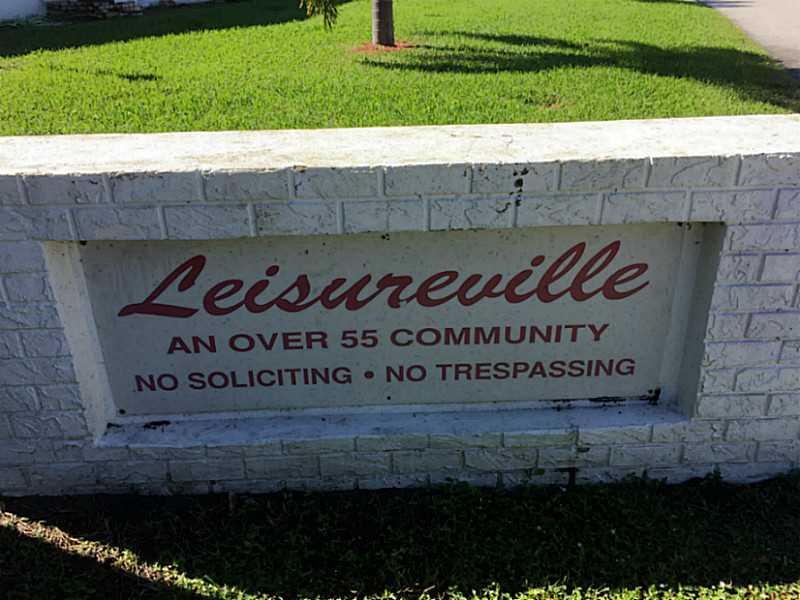 Leisureville
AN OVER 55 COMMUNITY
NO SOLICITING • NO TRESPASSING